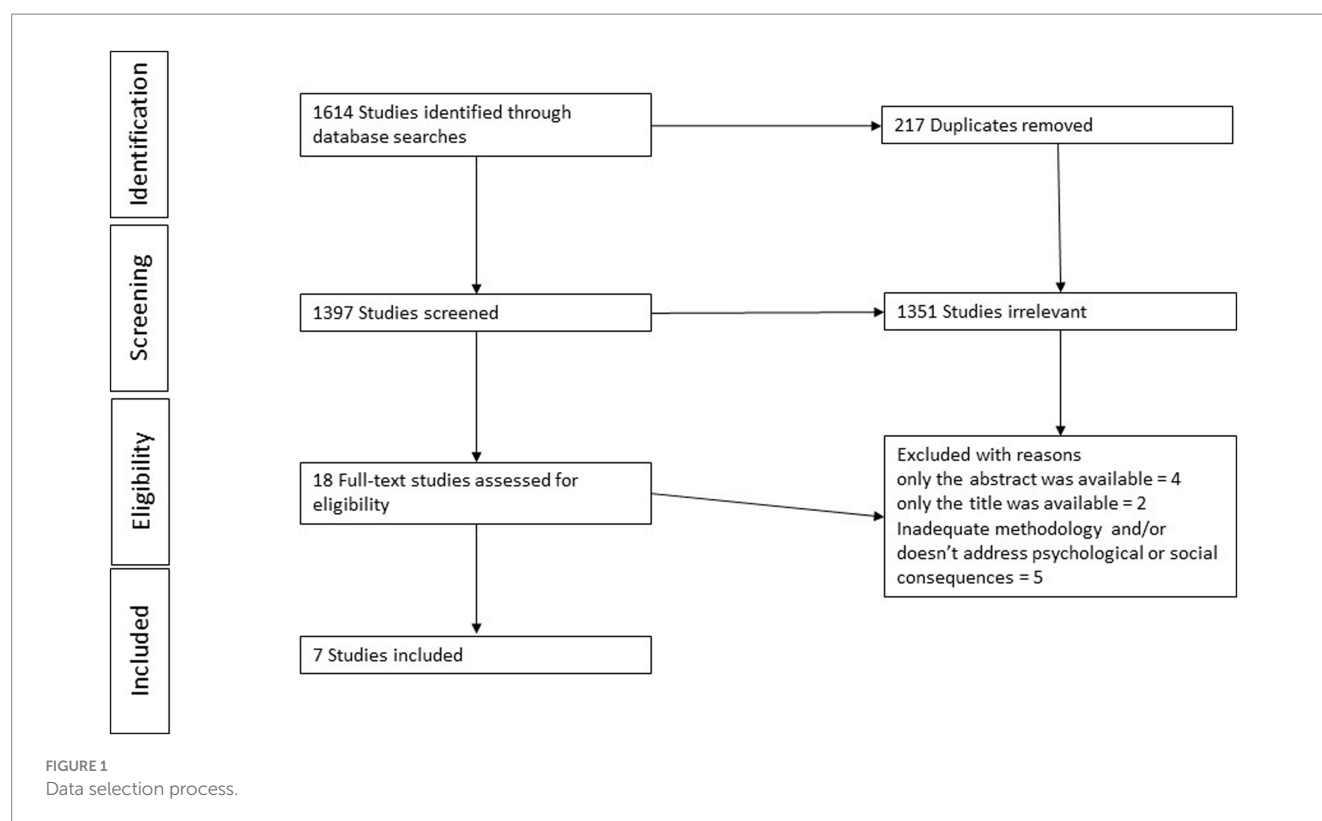 Identification
1614 Studies identified through
database searches
217 Duplicates removed
Screening
1397 Studies screened
1351 Studies irrelevant
Eligibility
18 Full-text studies assessed for
eligibility
Excluded with reasons
only the abstract was available = 4
only the title was available = 2
Inadequate methodology and/or
doesn't address psychological or social
consequences = 5
Included
7 Studies included
FIGURE 1
Data selection process.